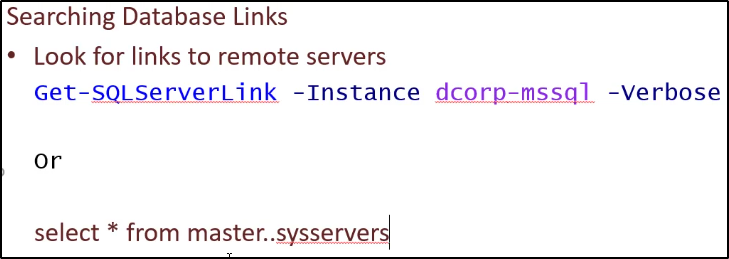 Searching Database Links
• Look for links to remote servers
Get-SQLServerLink -Instance dcorp-mssql -Verbose
Or
select * from master..sysservers